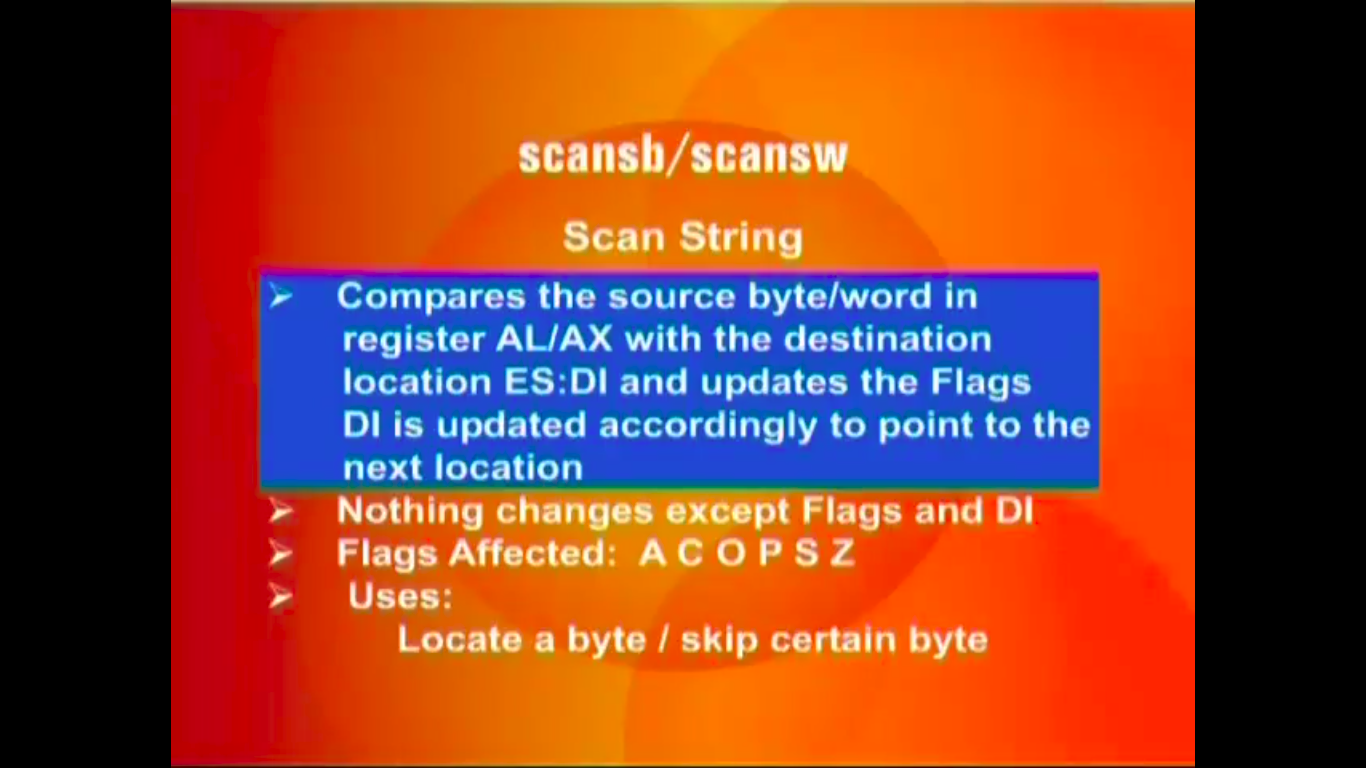 scansb/scansw
Scan String
➢ Compares the source byte/word in
register AL/AX with the destination
location ES:DI and updates the Flags
DI is updated accordingly to point to the
next location
➢ Nothing changes except Flags and DI
➢ Flags Affected: A C O P S Z
➢ Uses:
Locate a byte / skip certain byte